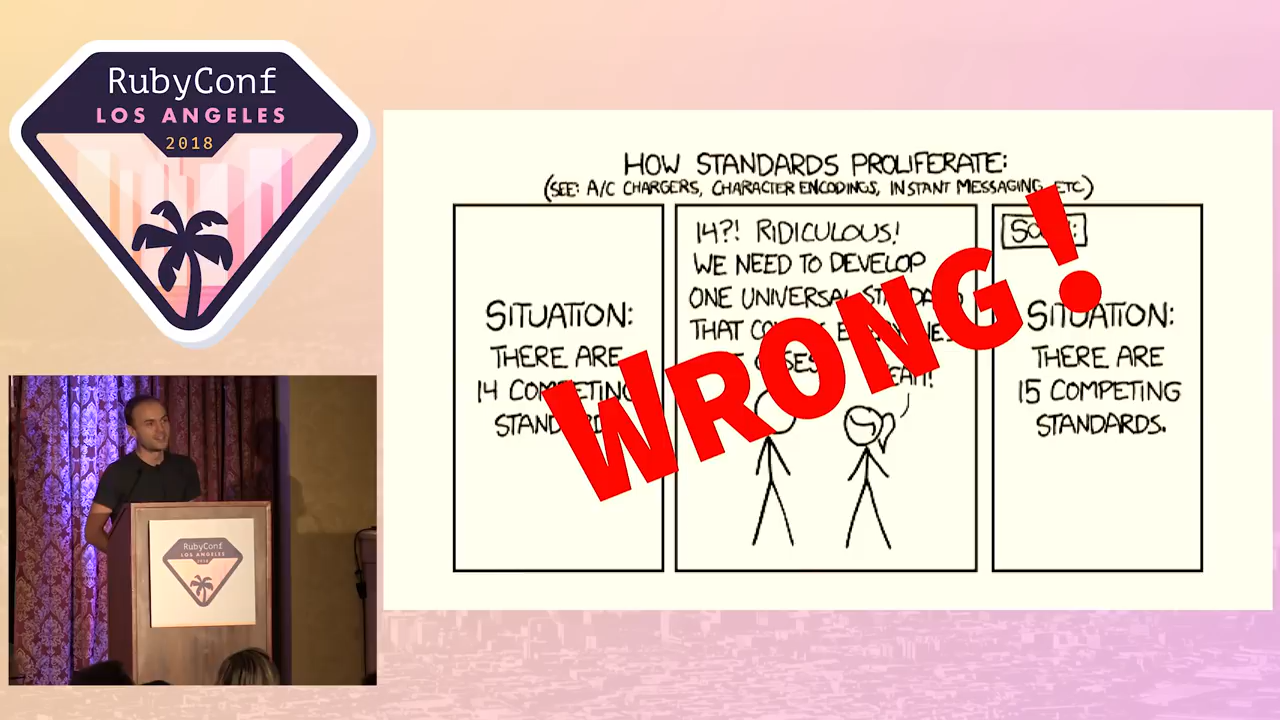 RubyConf
LOS ANGELES
2018
HOW STANDARDS PROLIFERATE:
(SEE: A/C CHARGERS, CHARACTER ENCODINGS, INSTANT MESSAGING, ETC)
SITUATION:
THERE ARE
14 COMPETING
14?! RIDICULOUS!
WE NEED TO DEVELOP
ONE UNIVERSAL
THAT
SITUATION:
THERE ARE
15 COMPETING
STANDARDS.
WRONG!
RubyConf
LOS ANGELES
2018